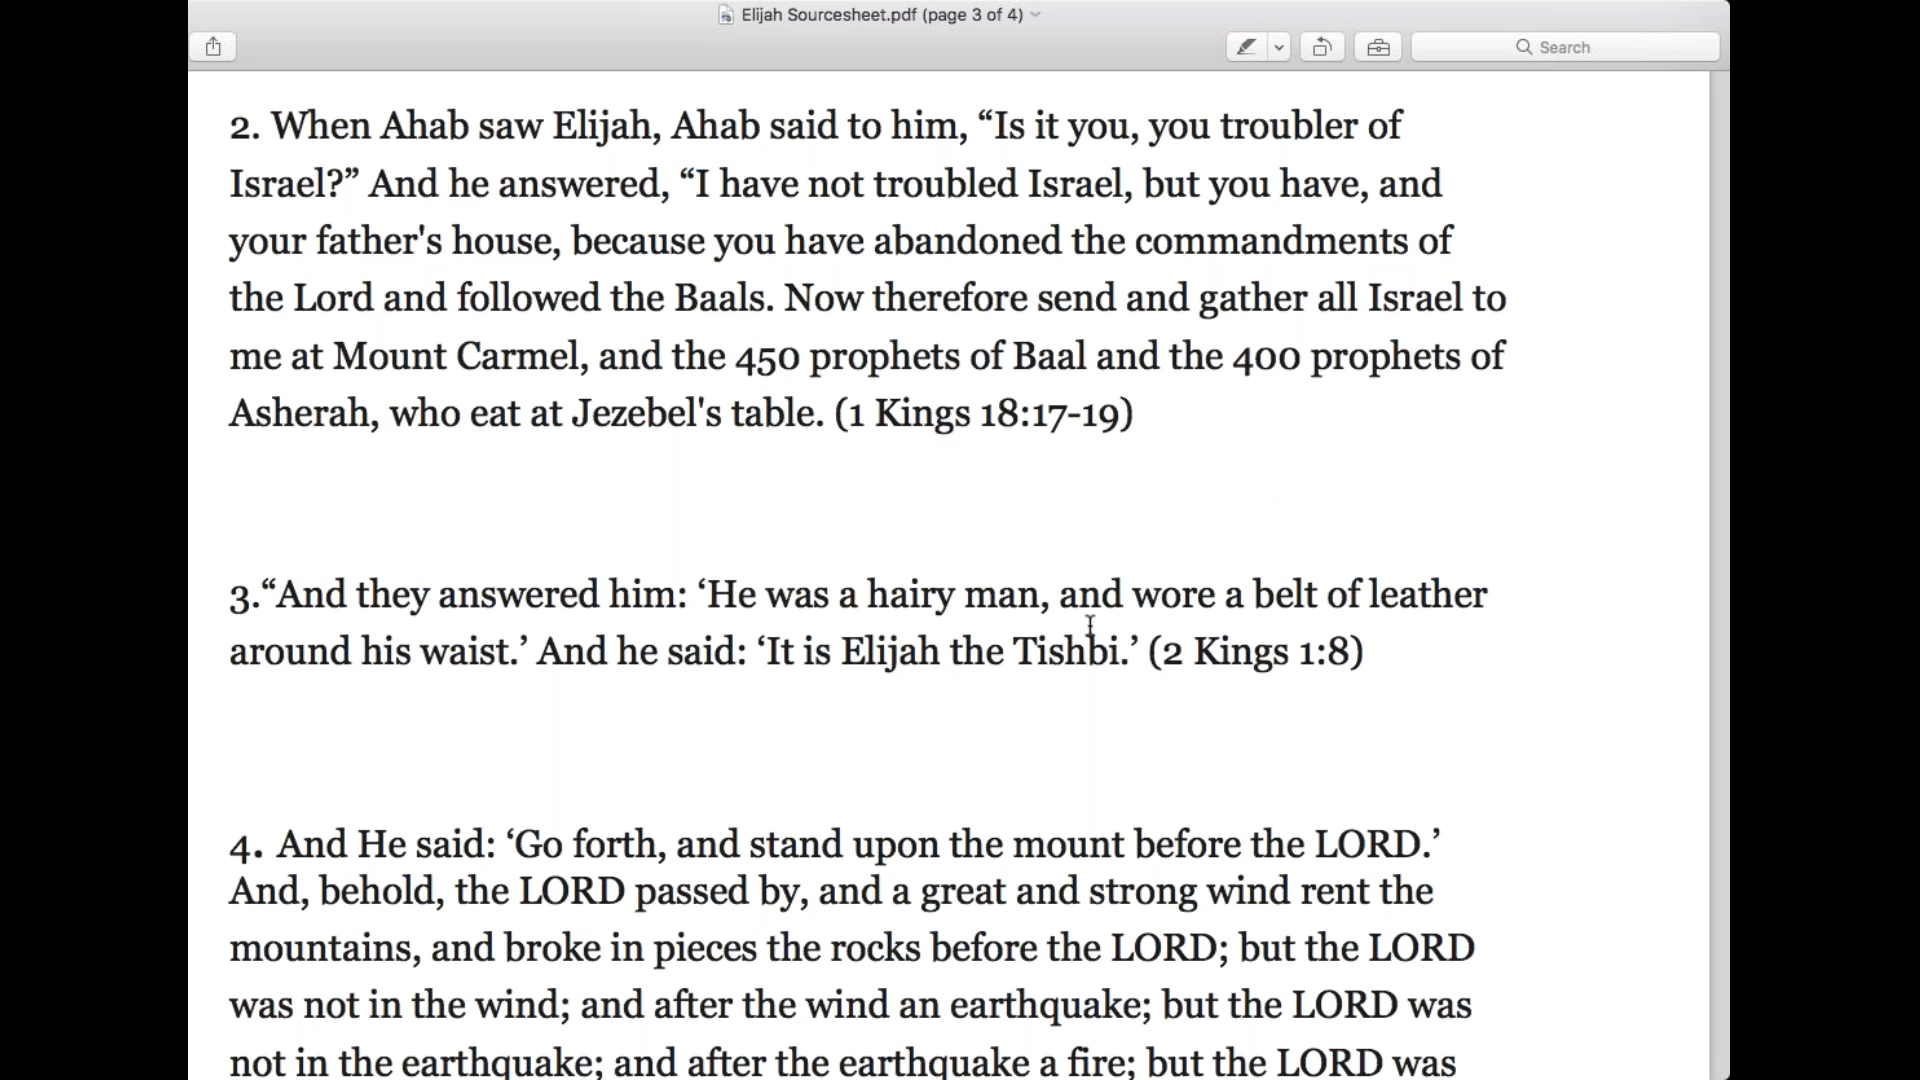 Elijah Sourcesheet.pdf (page 3 of 4)
Search
2. When Ahab saw Elijah, Ahab said to him, “Is it you, you troubler of
Israel?” And he answered, “I have not troubled Israel, but you have, and
your father's house, because you have abandoned the commandments of
the Lord and followed the Baals. Now therefore send and gather all Israel to
me at Mount Carmel, and the 450 prophets of Baal and the 400 prophets of
Asherah, who eat at Jezebel's table. (1 Kings 18:17-19)
3.“And they answered him: ‘He was a hairy man, and wore a belt of leather
around his waist.’ And he said: ‘It is Elijah the Tishbi.’ (2 Kings 1:8)
4. And He said: ‘Go forth, and stand upon the mount before the LORD.’
And, behold, the LORD passed by, and a great and strong wind rent the
mountains, and broke in pieces the rocks before the LORD; but the LORD
was not in the wind; and after the wind an earthquake; but the LORD was
not in the earthquake; and after the earthquake a fire; but the LORD was